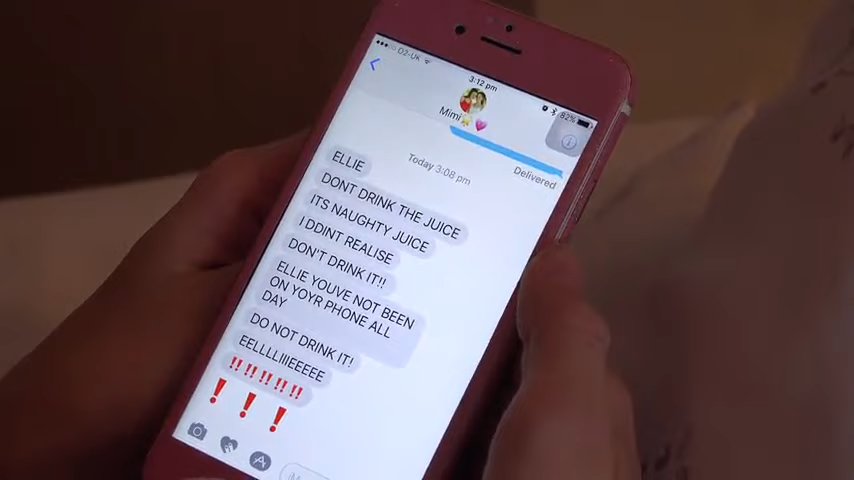 O2-UK
3:12 pm
82%
Mimi
Today 3:08 pm
Delivered
ELLIE
DONT DRINK THE JUICE
ITS NAUGHTY JUICE
I DDINT REALISE
DON'T DRINK IT!!
ELLIE YOUVE NOT BEEN
ON YOYR PHONE ALL
DAY
DO NOT DRINK IT!
EELLLLIIIEEEEE
‼️‼️‼️‼️‼️
❗❗❗